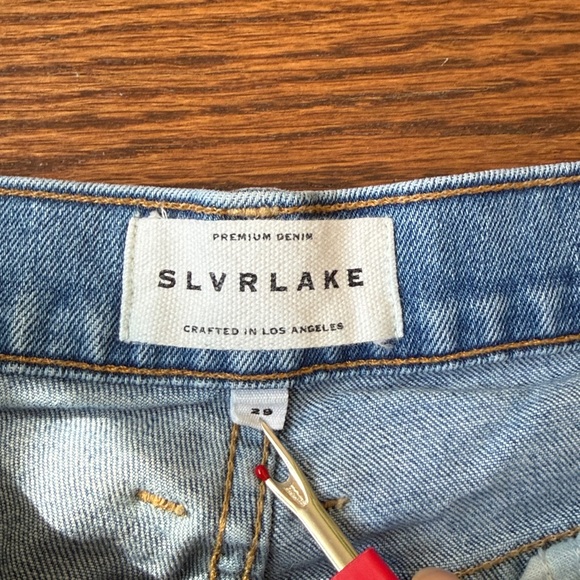 PREMIUM DENIM
SLVRLAKE
CRAFTED IN LOS ANGELES
29